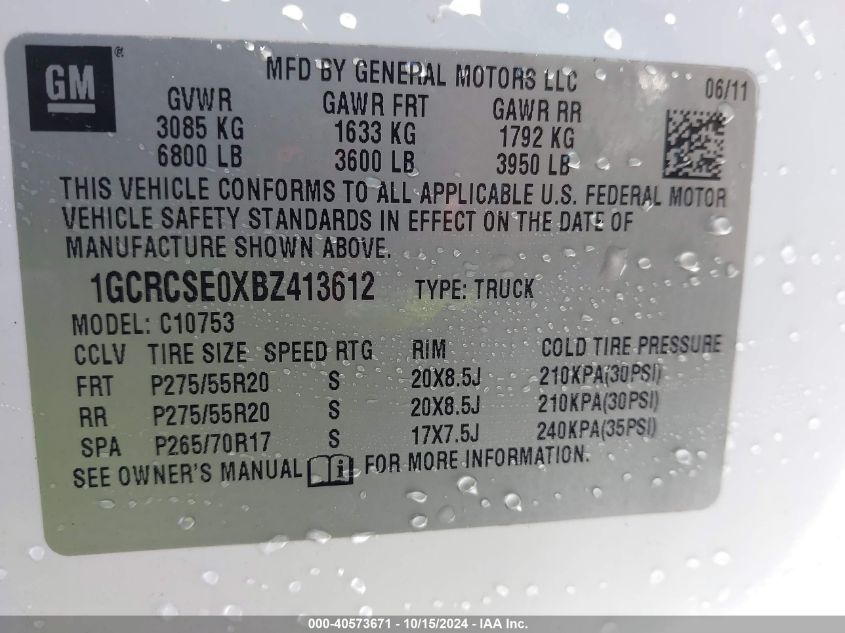 GM ®
MFD BY GENERAL MOTORS LLC
06/11
GVWR GAWR FRT GAWR RR
3085 KG 1633 KG 1792 KG
6800 LB 3600 LB 3950 LB
THIS VEHICLE CONFORMS TO ALL APPLICABLE U.S. FEDERAL MOTOR
VEHICLE SAFETY STANDARDS IN EFFECT ON THE DATE OF
MANUFACTURE SHOWN ABOVE.
1GCRCSE0XBZ413612 TYPE: TRUCK
MODEL: C10753
CCLV TIRE SIZE SPEED RTG RIM COLD TIRE PRESSURE
FRT P275/55R20 S 20X8.5J 210KPA(30PSI)
RR P275/55R20 S 20X8.5J 210KPA(30PSI)
SPA P265/70R17 S 17X7.5J 240KPA(35PSI)
SEE OWNER'S MANUAL i FOR MORE INFORMATION.
000-40573671 - 10/15/2024 - IAA Inc.